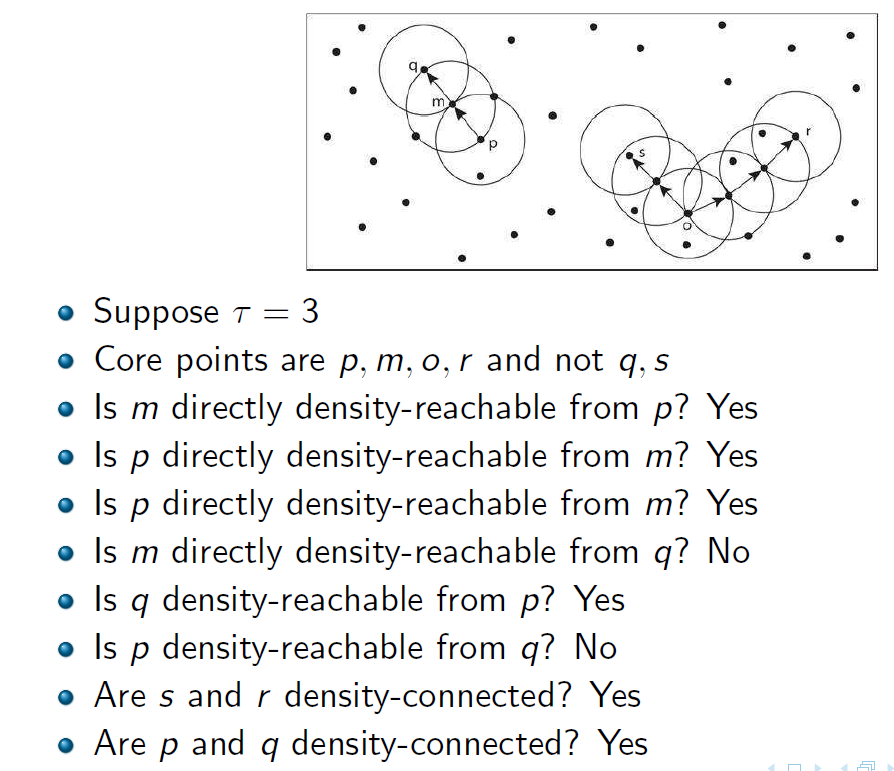 q
m
p
s
r
o
Suppose τ = 3
Core points are p, m, o, r and not q, s
Is m directly density-reachable from p? Yes
Is p directly density-reachable from m? Yes
Is p directly density-reachable from m? Yes
Is m directly density-reachable from q? No
Is q density-reachable from p? Yes
Is p density-reachable from q? No
Are s and r density-connected? Yes
Are p and q density-connected? Yes